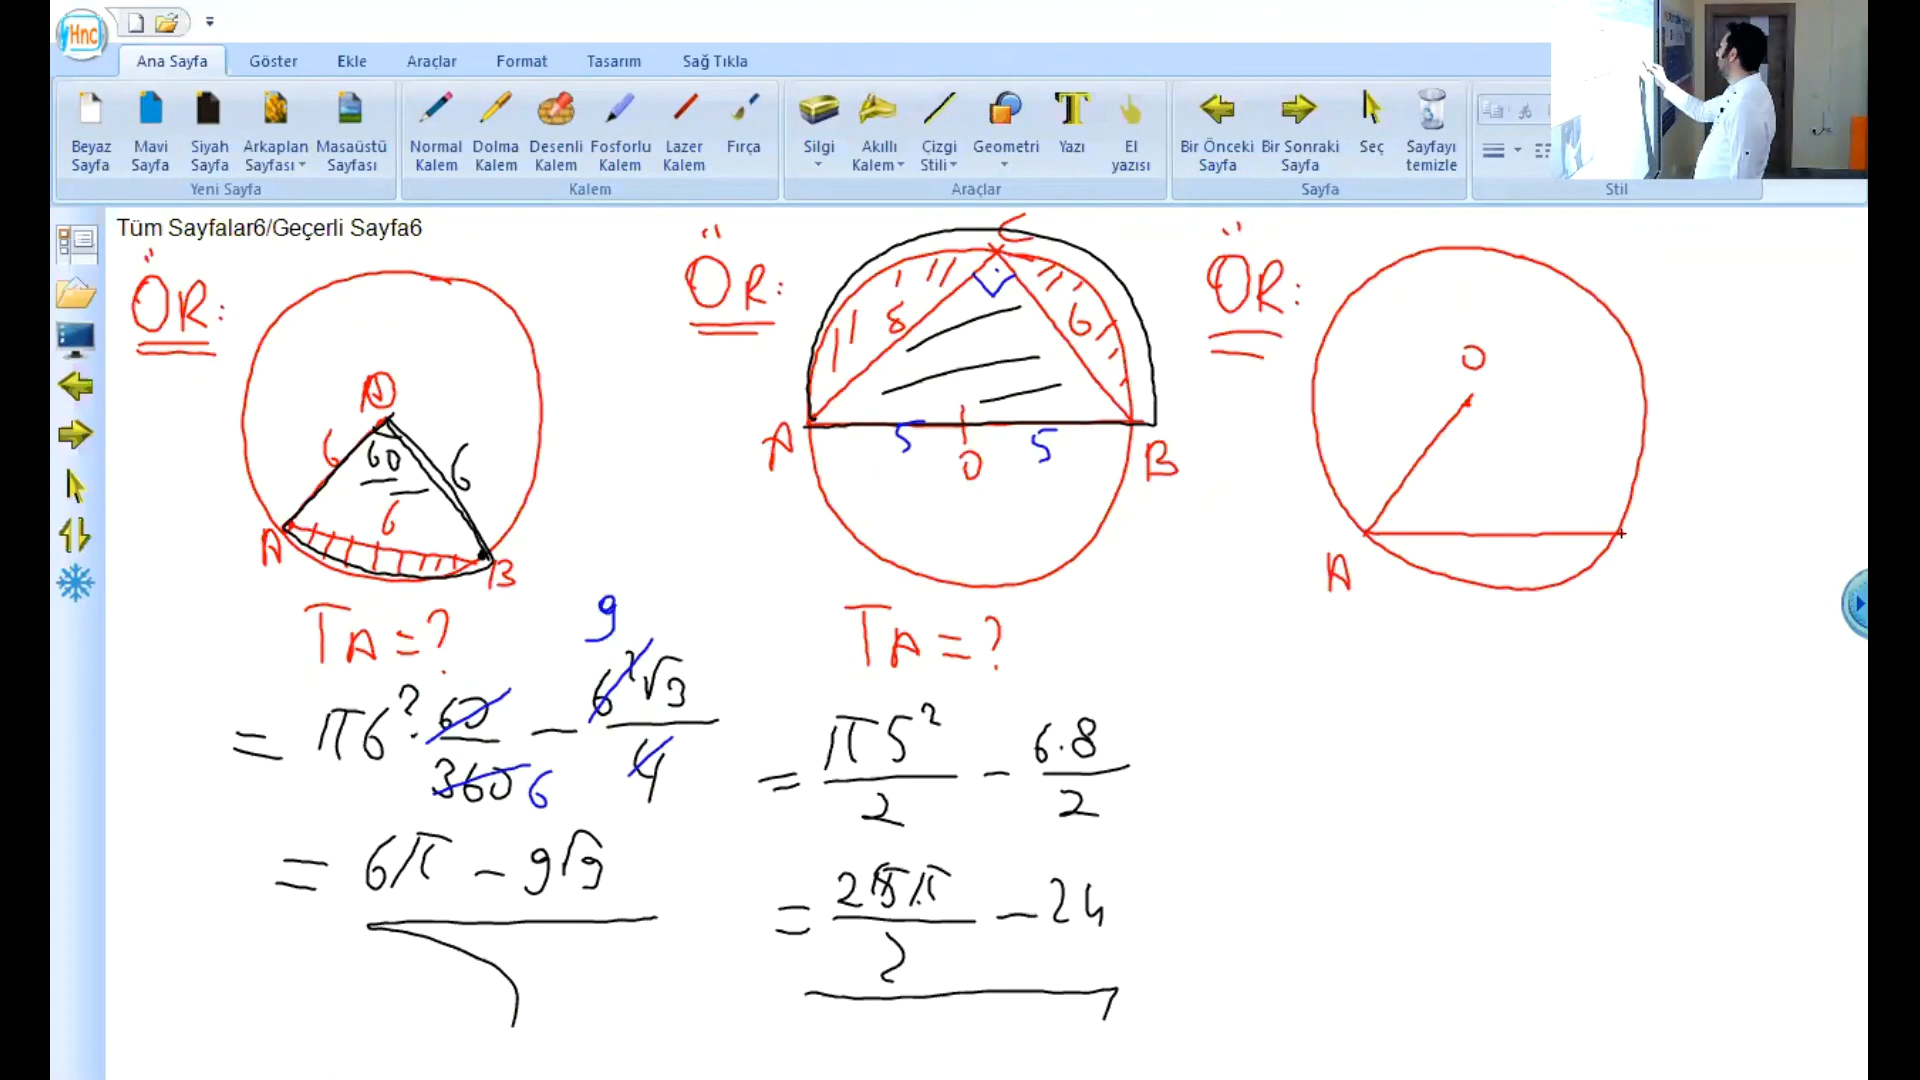 Hnc
Ana Sayfa Göster Ekle Araçlar Format Tasarım Sağ Tıkla
Beyaz Sayfa
Mavi Sayfa
Siyah Sayfa
Arkaplan Sayfası
Masaüstü Sayfası
Yeni Sayfa
Normal Kalem
Dolma Kalem
Desenli Kalem
Fosforlu Kalem
Lazer Kalem
Fırça
Kalem
Silgi
Akıllı Kalem
Çizgi Stili
Geometri
Yazı
El yazısı
Araçlar
Bir Önceki Sayfa
Bir Sonraki Sayfa
Seç
Sayfayı temizle
Sayfa
Stil
Tüm Sayfalar6/Geçerli Sayfa6
ÖR:
60
6 6
6
A B
TA=?
= π6². 60/360 - 6²√3/4
9
6
= 6π - 9√3
ÖR:
C
8 6
5 5
A O B
TA=?
= π5²/2 - 6.8/2
= 25π/2 - 24
ÖR:
O
A